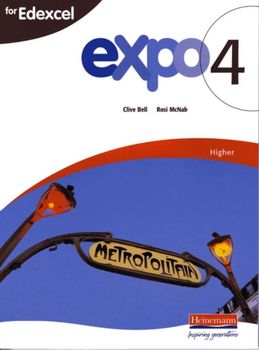 for Edexcel
expo 4
Clive Bell Rosi McNab
Higher
METROPOLITAIN
Heinemann
Inspiring generations